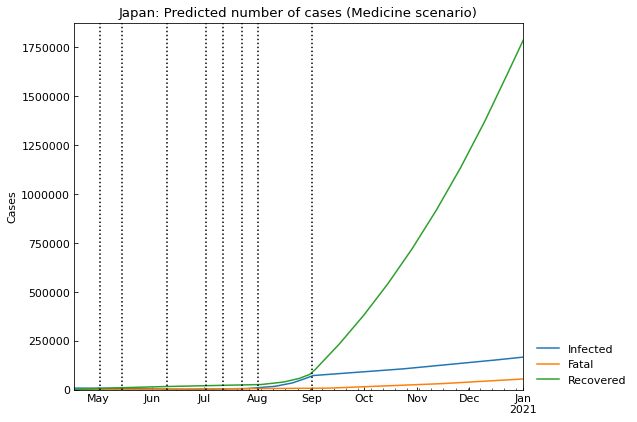 Japan: Predicted number of cases (Medicine scenario)
1750000
1500000
1250000
1000000
750000
500000
250000
0
Cases
May Jun Jul Aug Sep Oct Nov Dec Jan
2021
Infected
Fatal
Recovered